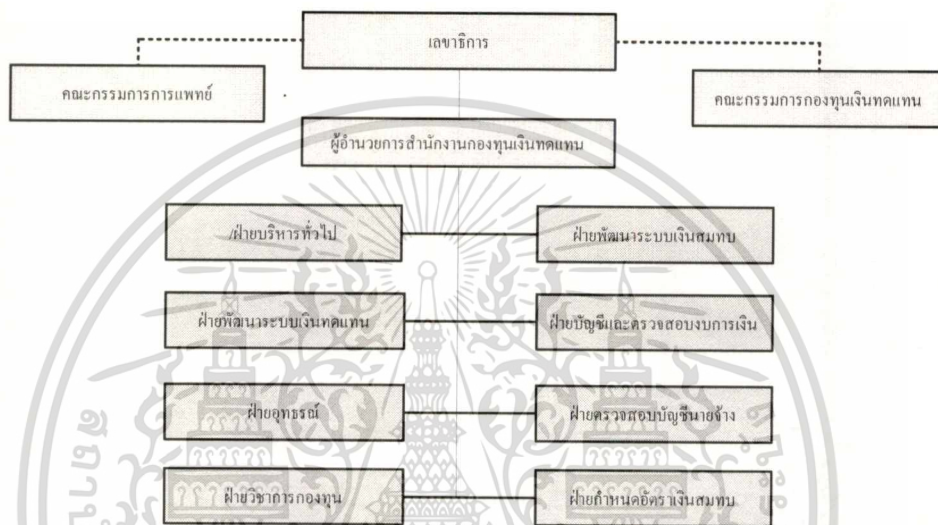 เลขาธิการ
คณะกรรมการการแพทย์
คณะกรรมการกองทุนเงินทดแทน
ผู้อำนวยการสำนักงานกองทุนเงินทดแทน
/ฝ่ายบริหารทั่วไป
ฝ่ายพัฒนาระบบเงินสมทบ
ฝ่ายพัฒนาระบบเงินทดแทน
ฝ่ายบัญชีและตรวจสอบงบการเงิน
ฝ่ายอุทธรณ์
ฝ่ายตรวจสอบบัญชีนายจ้าง
ฝ่ายวิชาการกองทุน
ฝ่ายกำหนดอัตราเงินสมทบ